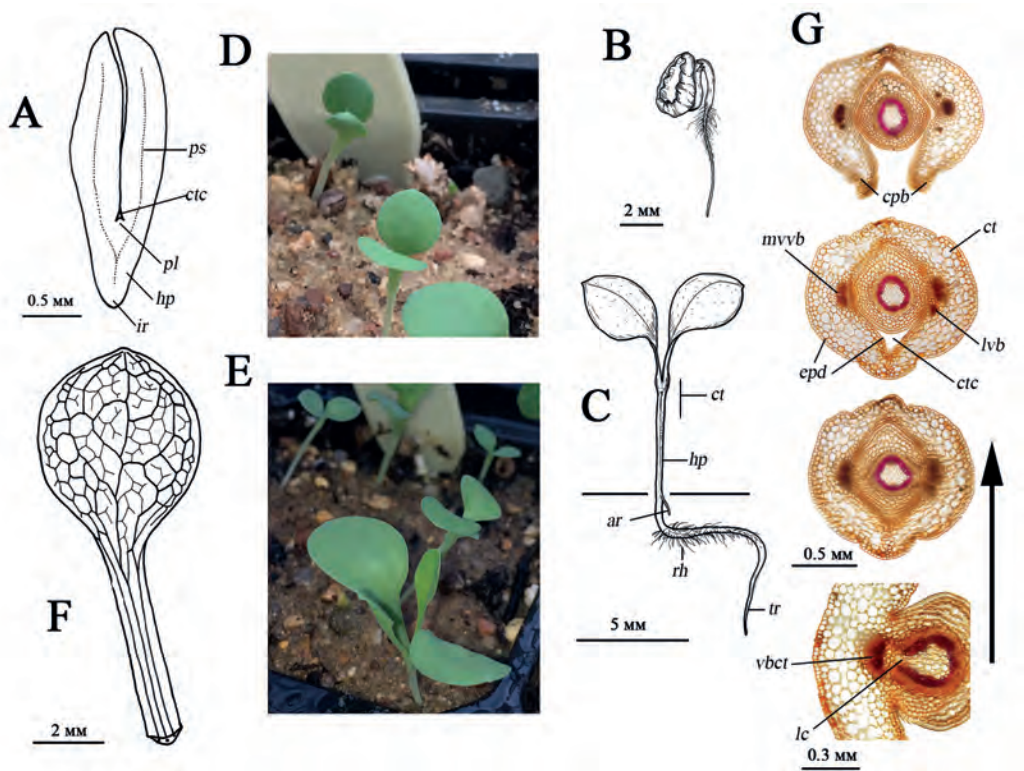 A
ps
ctc
pl
hp
ir
0.5 мм
D
B
2 мм
G
cpb
mvvb
ct
lvb
epd
ctc
E
C
ct
hp
ar
rh
tr
5 мм
0.5 мм
F
2 мм
vbct
lc
0.3 мм